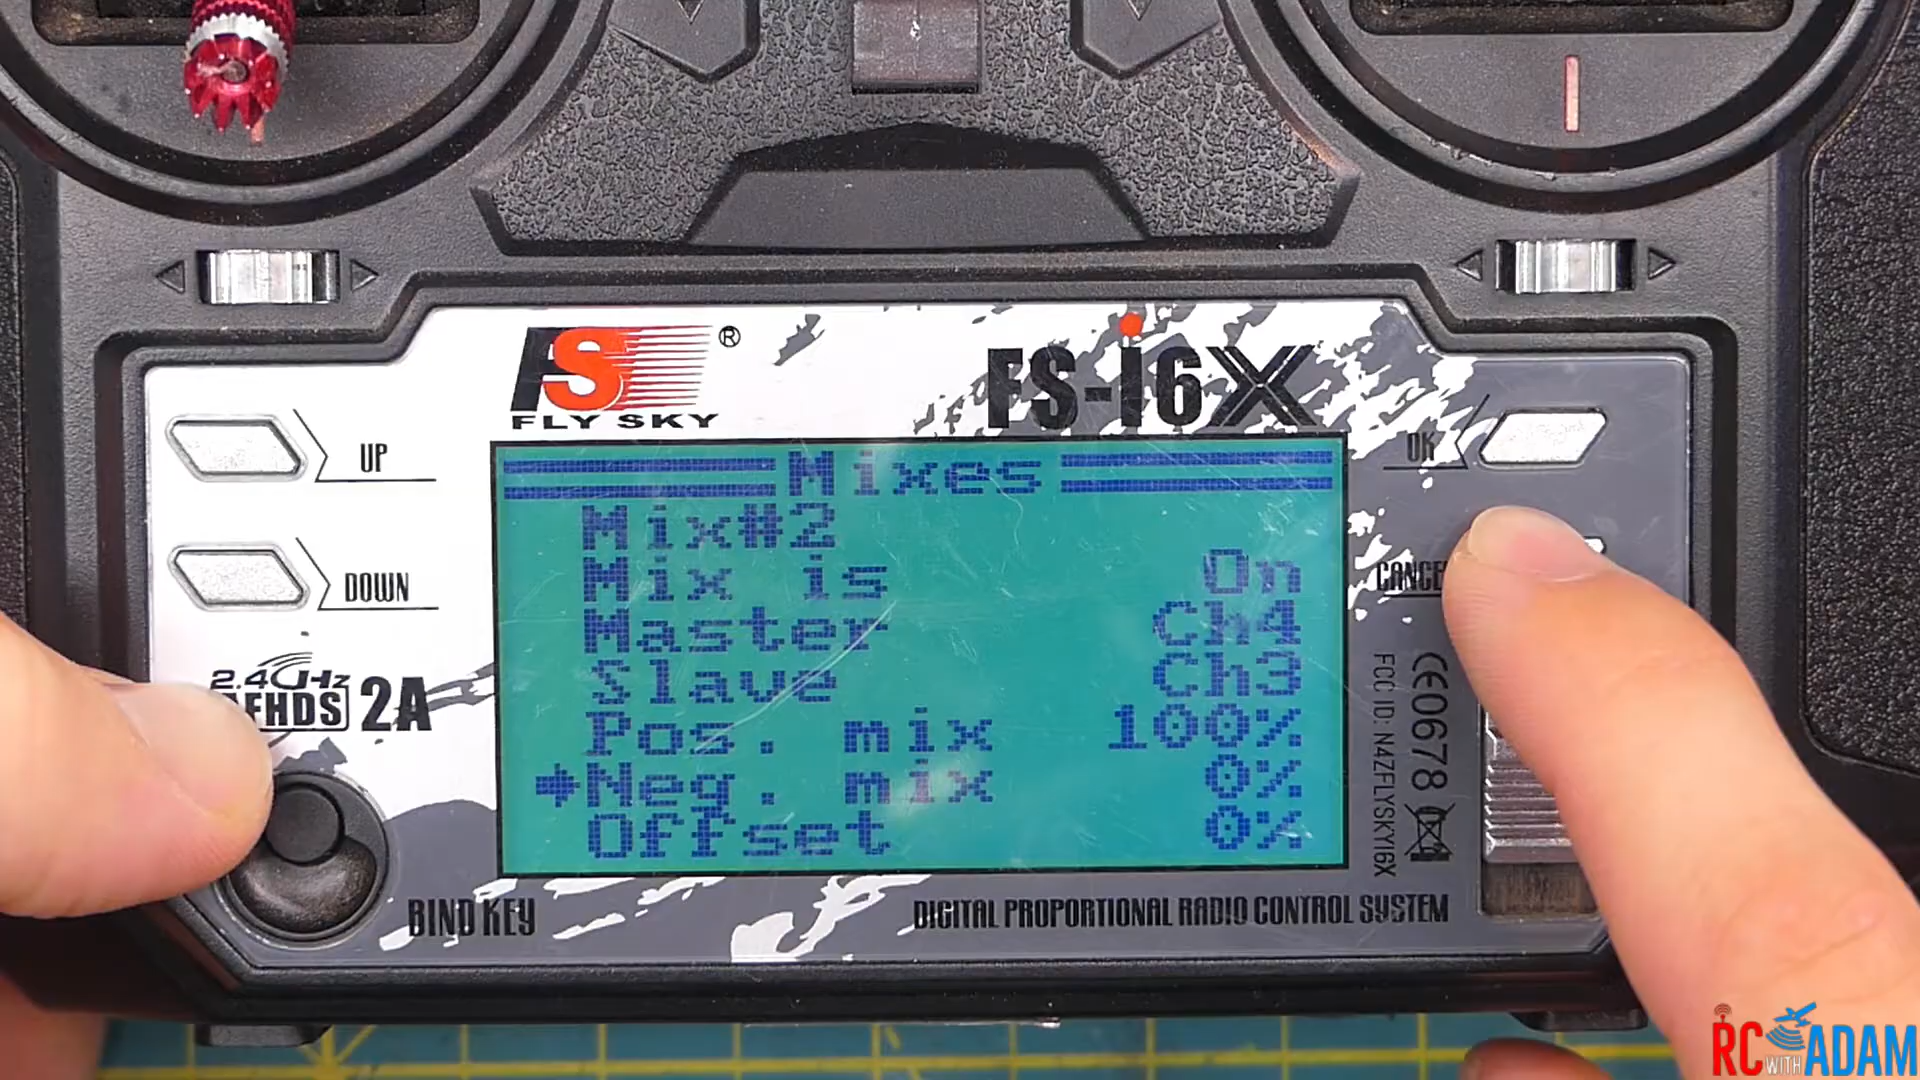 FS®
FLY SKY
FS-i6X
UP
OK
DOWN
CANCE
Mixes
Mix#2
Mix is On
Master Ch4
Slave Ch3
Pos. mix 100%
Neg. mix 0%
Offset 0%
2.4GHz
AFHDS 2A
CE0678
FCC ID: N4ZFLYSKYI6X
BIND KEY
DIGITAL PROPORTIONAL RADIO CONTROL SYSTEM
RC WITH ADAM